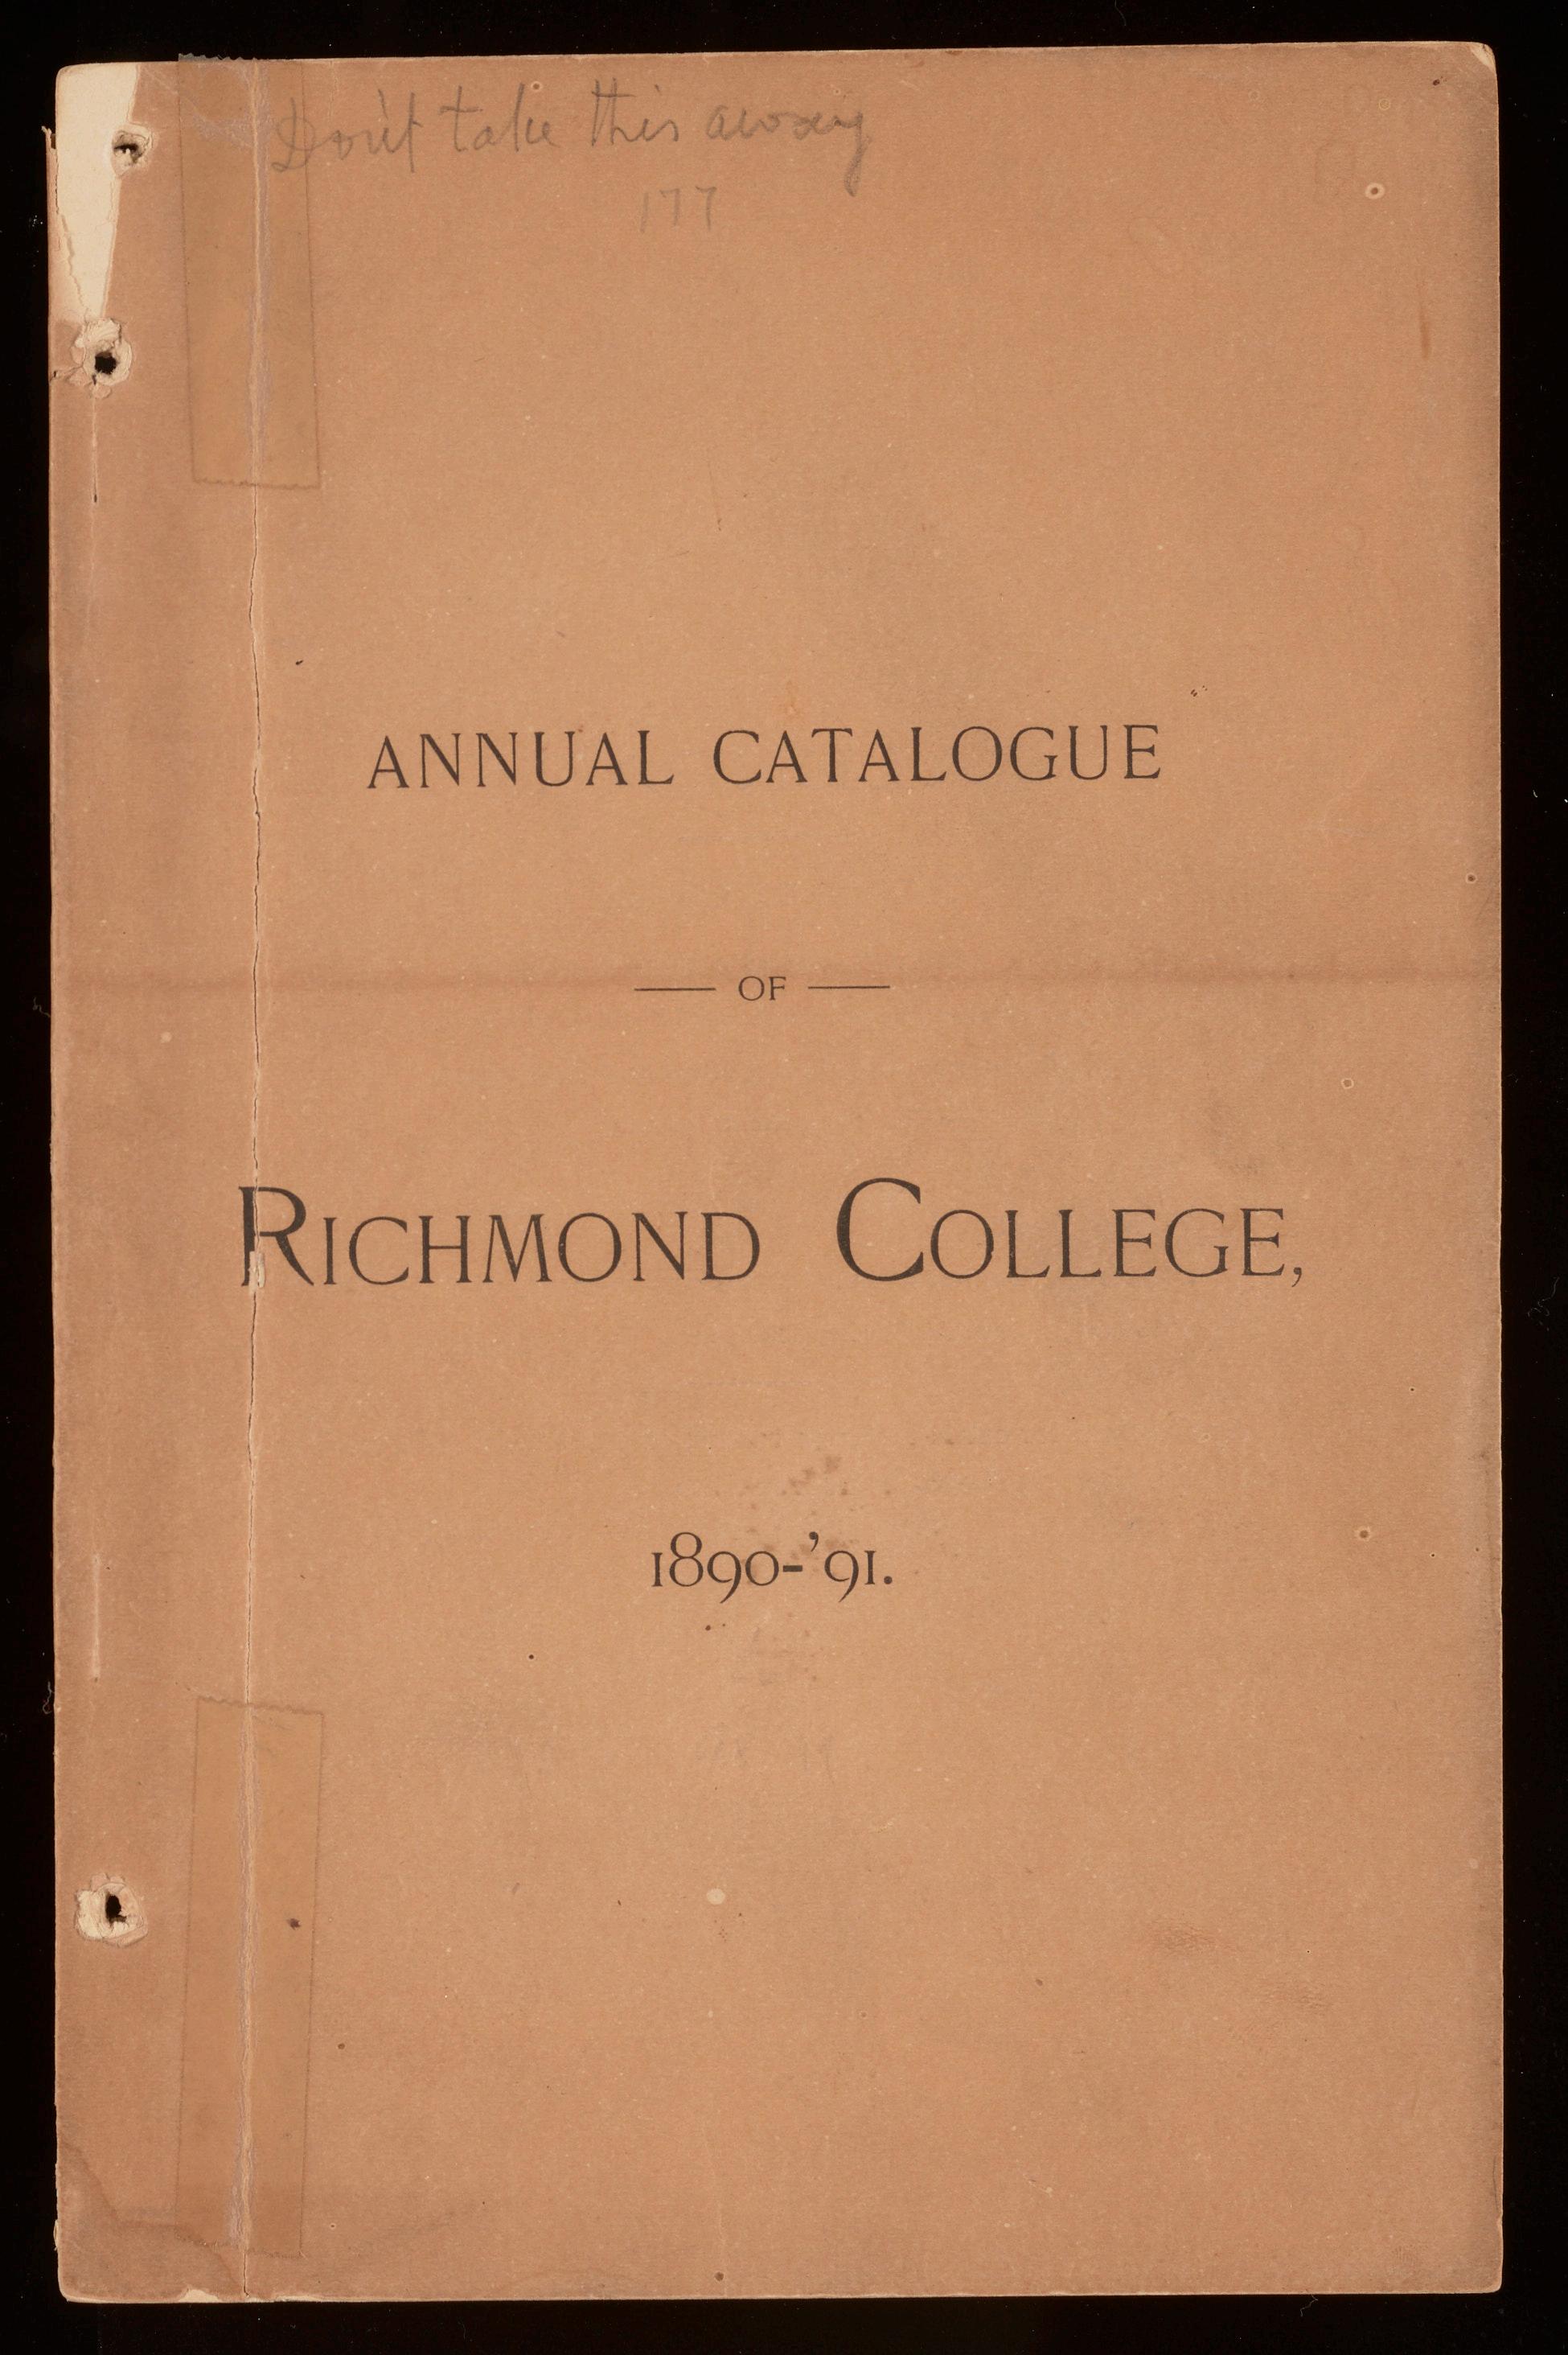 Don't take this away
177
ANNUAL CATALOGUE
— OF —
RICHMOND COLLEGE,
1890-'91.